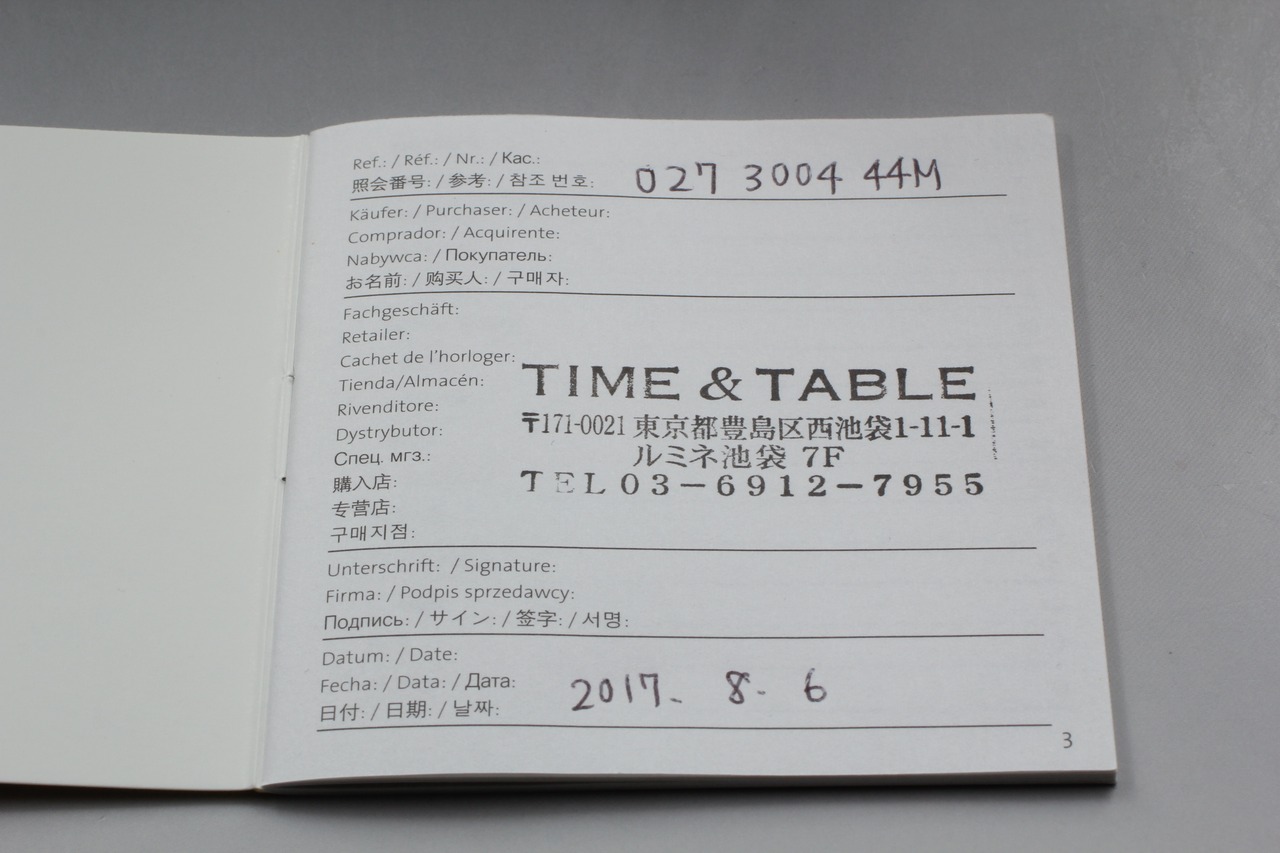 Ref.: / Réf.: / Nr.: / Kac.:
照会番号: / 参考: / 참조 번호: 027 3004 44M
Käufer: / Purchaser: / Acheteur:
Comprador: / Acquirente:
Nabywca: / Покупатель:
お名前: / 购买人: / 구매자:
Fachgeschäft:
Retailer:
Cachet de l'horloger:
Tienda/Almacén:
Rivenditore:
Dystrybutor:
Спец. мгз.:
購入店:
专营店:
구매지점:
TIME & TABLE
〒171-0021 東京都豊島区西池袋1-11-1
ルミネ池袋 7F
TEL 03-6912-7955
Unterschrift: / Signature:
Firma: / Podpis sprzedawcy:
Подпись: / サイン: / 签字: / 서명:
Datum: / Date:
Fecha: / Data: / Дата:
日付: / 日期: / 날짜: 2017. 8. 6
3